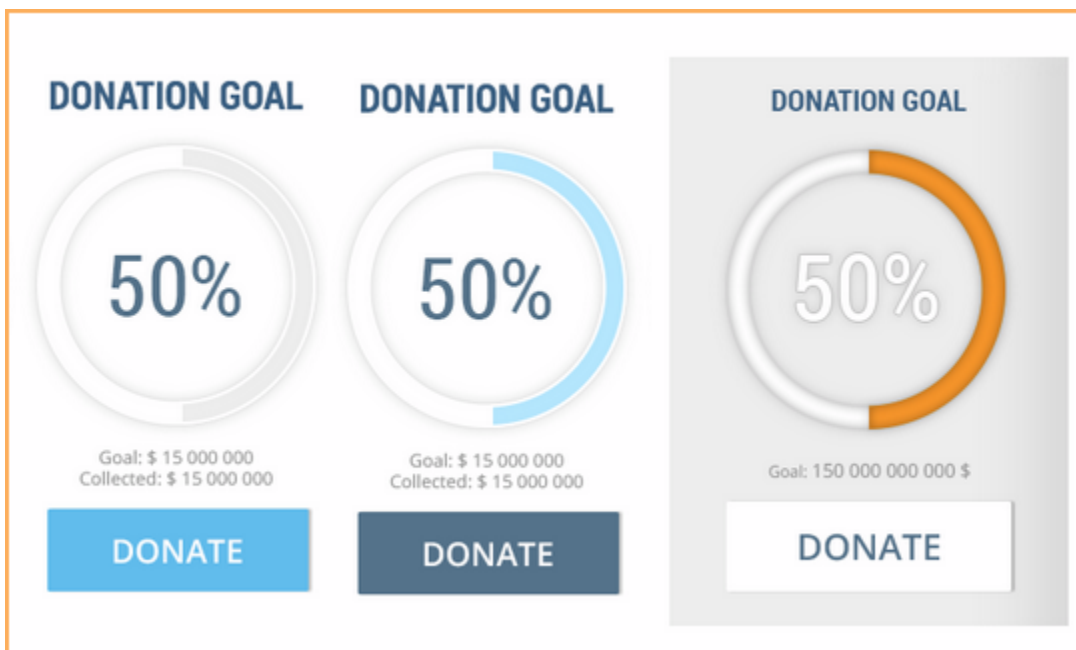 DONATION GOAL
50%
Goal: $ 15 000 000
Collected: $ 15 000 000
DONATE
DONATION GOAL
50%
Goal: $ 15 000 000
Collected: $ 15 000 000
DONATE
DONATION GOAL
50%
Goal: 150 000 000 000 $
DONATE